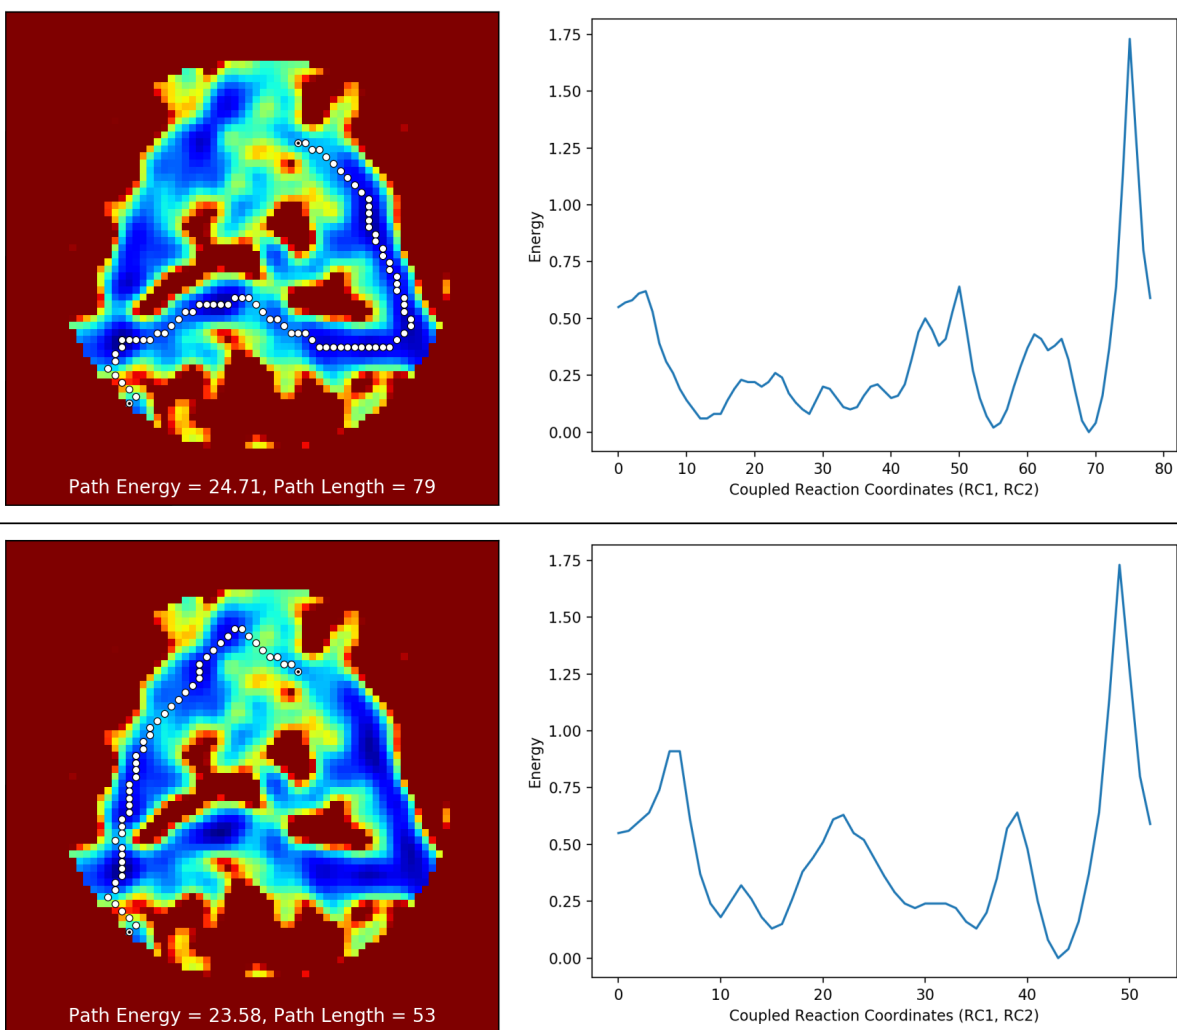 Path Energy = 24.71, Path Length = 79
1.75
1.50
1.25
1.00
0.75
0.50
0.25
0.00
Energy
0 10 20 30 40 50 60 70 80
Coupled Reaction Coordinates (RC1, RC2)
Path Energy = 23.58, Path Length = 53
1.75
1.50
1.25
1.00
0.75
0.50
0.25
0.00
Energy
0 10 20 30 40 50
Coupled Reaction Coordinates (RC1, RC2)